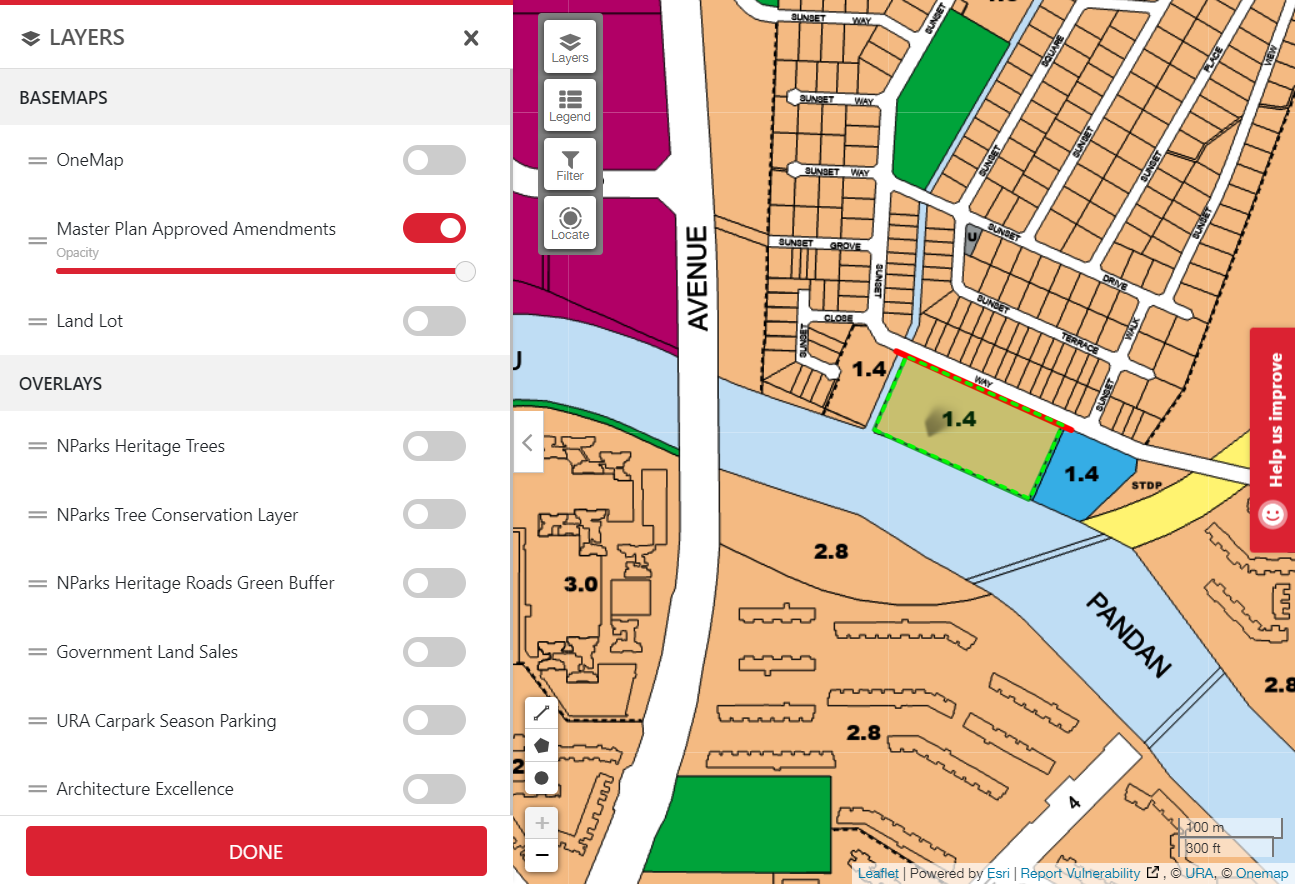 LAYERS
BASEMAPS
OneMap
Master Plan Approved Amendments
Opacity
Land Lot
OVERLAYS
NParks Heritage Trees
NParks Tree Conservation Layer
NParks Heritage Roads Green Buffer
Government Land Sales
URA Carpark Season Parking
Architecture Excellence
DONE
Layers
Legend
Filter
Locate
SUNSET WAY
SUNSET
SUNSET WAY
SUNSET WAY
SUNSET GROVE
SUNSET
CLOSE
SUNSET
SQUARE
SUNSET
PLACE
SUNSET
VIEW
SUNSET
SUNSET
U
SUNSET
DRIVE
SUNSET
TERRACE
WALK
SUNSET
WAY
AVENUE
U
1.4
1.4
1.4
STDP
2.8
3.0
PANDAN
2.8
2.8
2
4
Help us improve
100 m
300 ft
Leaflet | Powered by Esri | Report Vulnerability , © URA, © Onemap